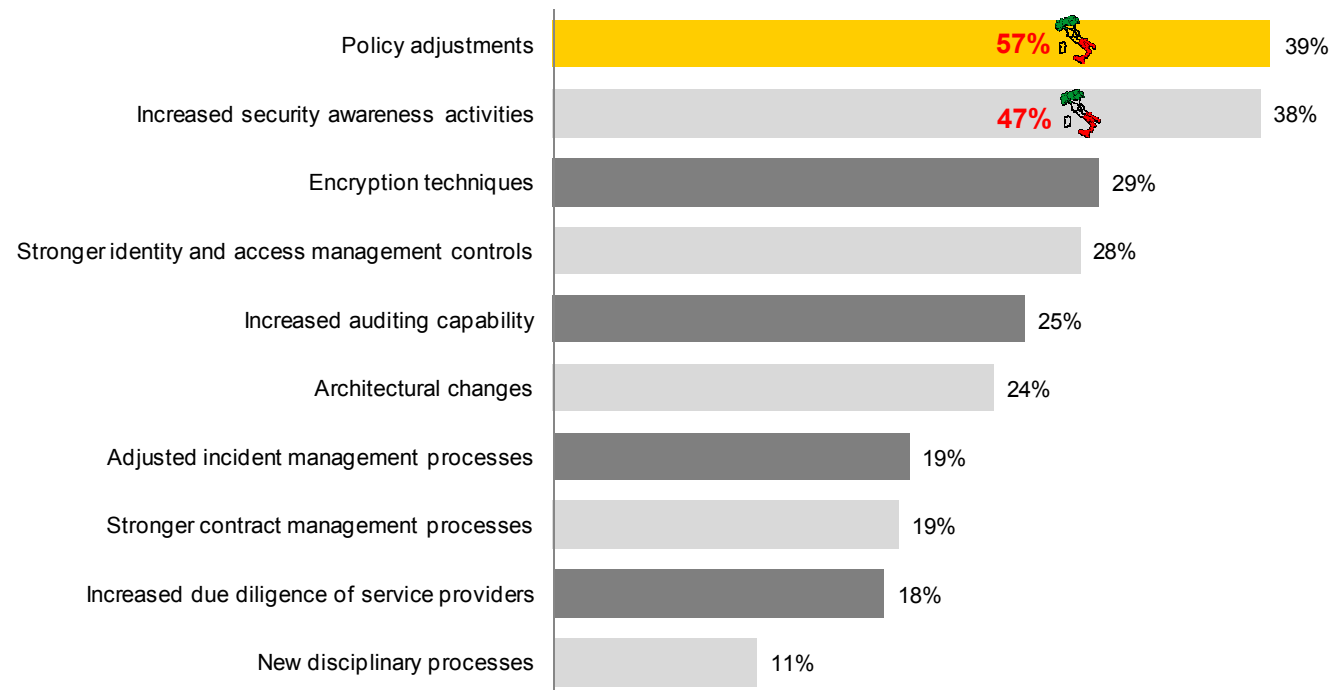 Policy adjustments 57% 39%
Increased security awareness activities 47% 38%
Encryption techniques 29%
Stronger identity and access management controls 28%
Increased auditing capability 25%
Architectural changes 24%
Adjusted incident management processes 19%
Stronger contract management processes 19%
Increased due diligence of service providers 18%
New disciplinary processes 11%